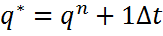 q* = qⁿ + 1Δt